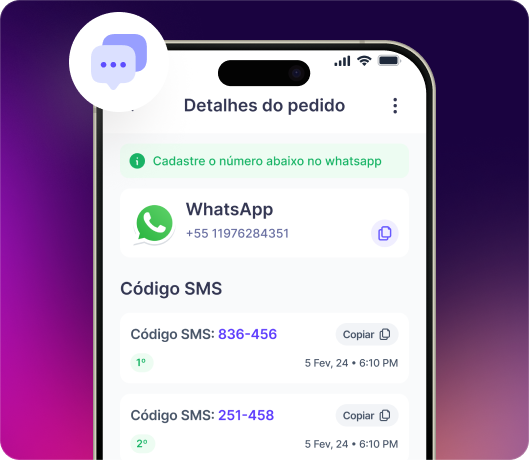 Detalhes do pedido
Cadastre o número abaixo no whatsapp
WhatsApp
+55 11976284351
Código SMS
Código SMS: 836-456
Copiar
1º
5 Fev, 24 • 6:10 PM
Código SMS: 251-458
Copiar
2º
5 Fev, 24 • 6:10 PM